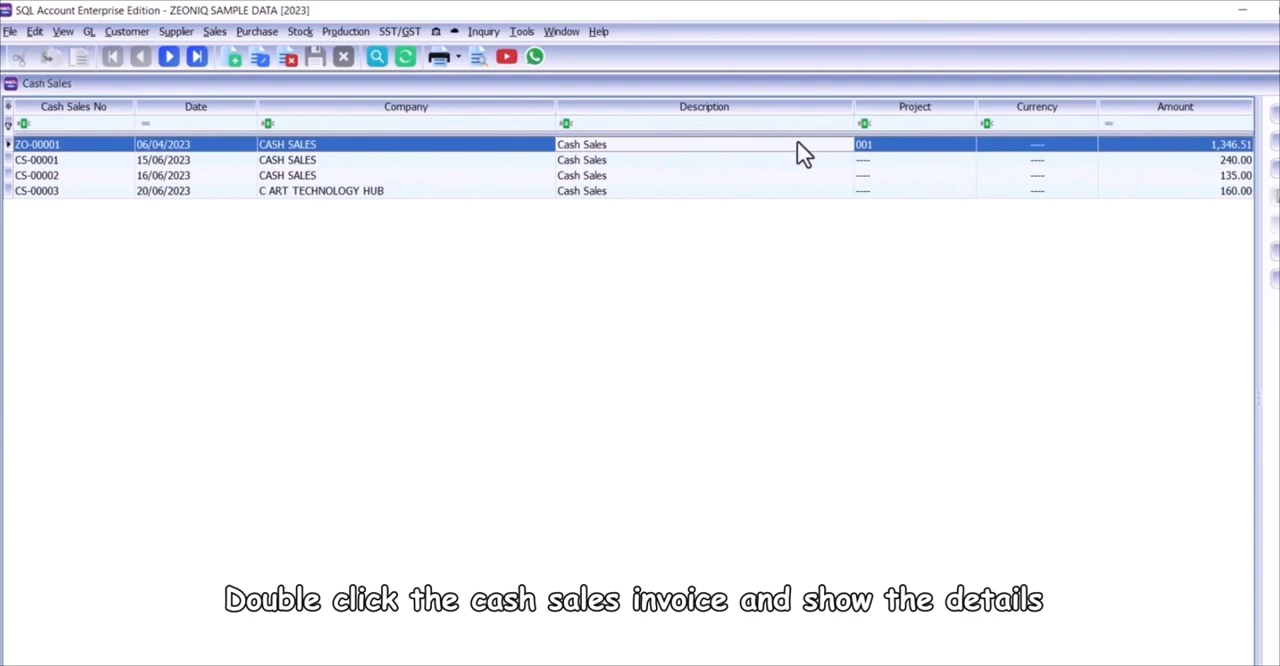 SQL Account Enterprise Edition - ZEONIQ SAMPLE DATA [2023]
File Edit View GL Customer Supplier Sales Purchase Stock Production SST/GST Inquiry Tools Window Help
Cash Sales
Cash Sales No Date Company Description Project Currency Amount
ZO-00001 06/04/2023 CASH SALES Cash Sales 001 ---- 1,346.51
CS-00001 15/06/2023 CASH SALES Cash Sales ---- ---- 240.00
CS-00002 16/06/2023 CASH SALES Cash Sales ---- ---- 135.00
CS-00003 20/06/2023 C ART TECHNOLOGY HUB Cash Sales ---- ---- 160.00
Double click the cash sales invoice and show the details